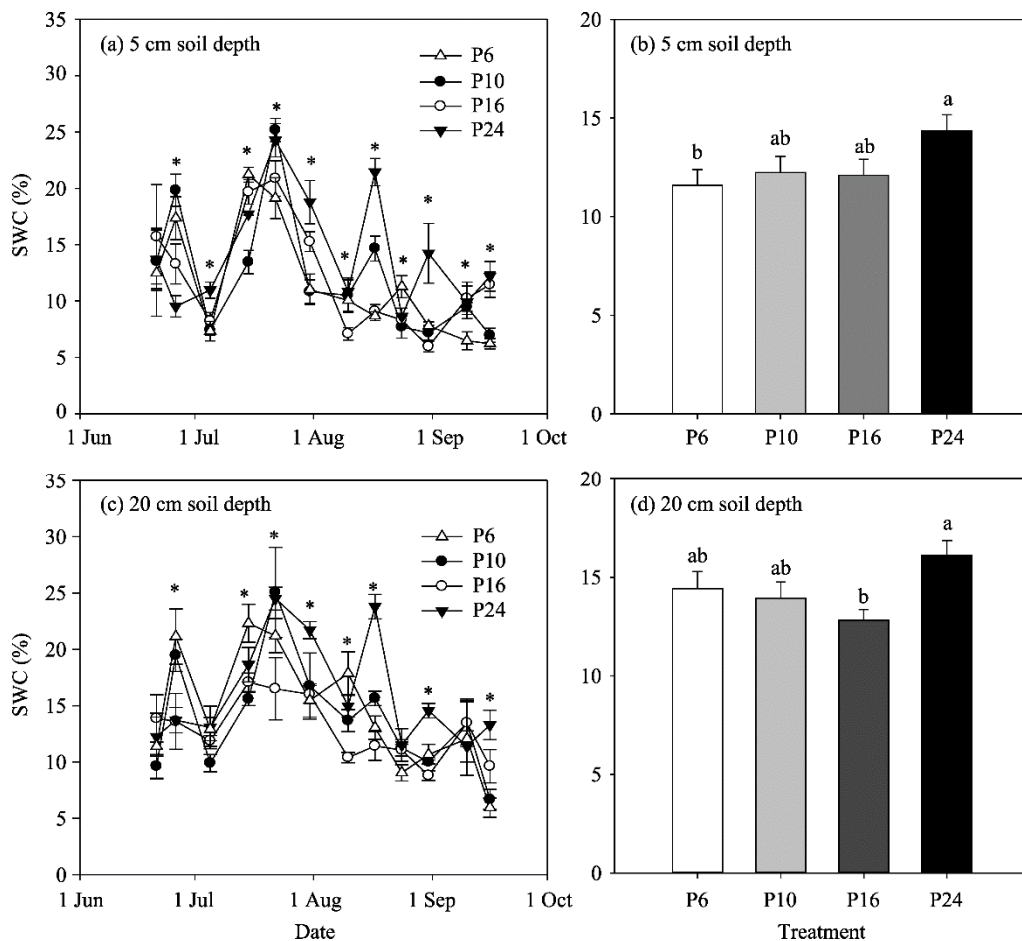 35
30
25
20
15
10
5
0
SWC (%)
(a) 5 cm soil depth
P6
P10
P16
P24
* * * * * * * * * * *
1 Jun 1 Jul 1 Aug 1 Sep 1 Oct
20
15
10
5
0
(b) 5 cm soil depth
b ab ab a
P6 P10 P16 P24
35
30
25
20
15
10
5
0
SWC (%)
(c) 20 cm soil depth
P6
P10
P16
P24
* * * * * * * *
1 Jun 1 Jul 1 Aug 1 Sep 1 Oct
Date
20
15
10
5
0
(d) 20 cm soil depth
ab ab b a
P6 P10 P16 P24
Treatment